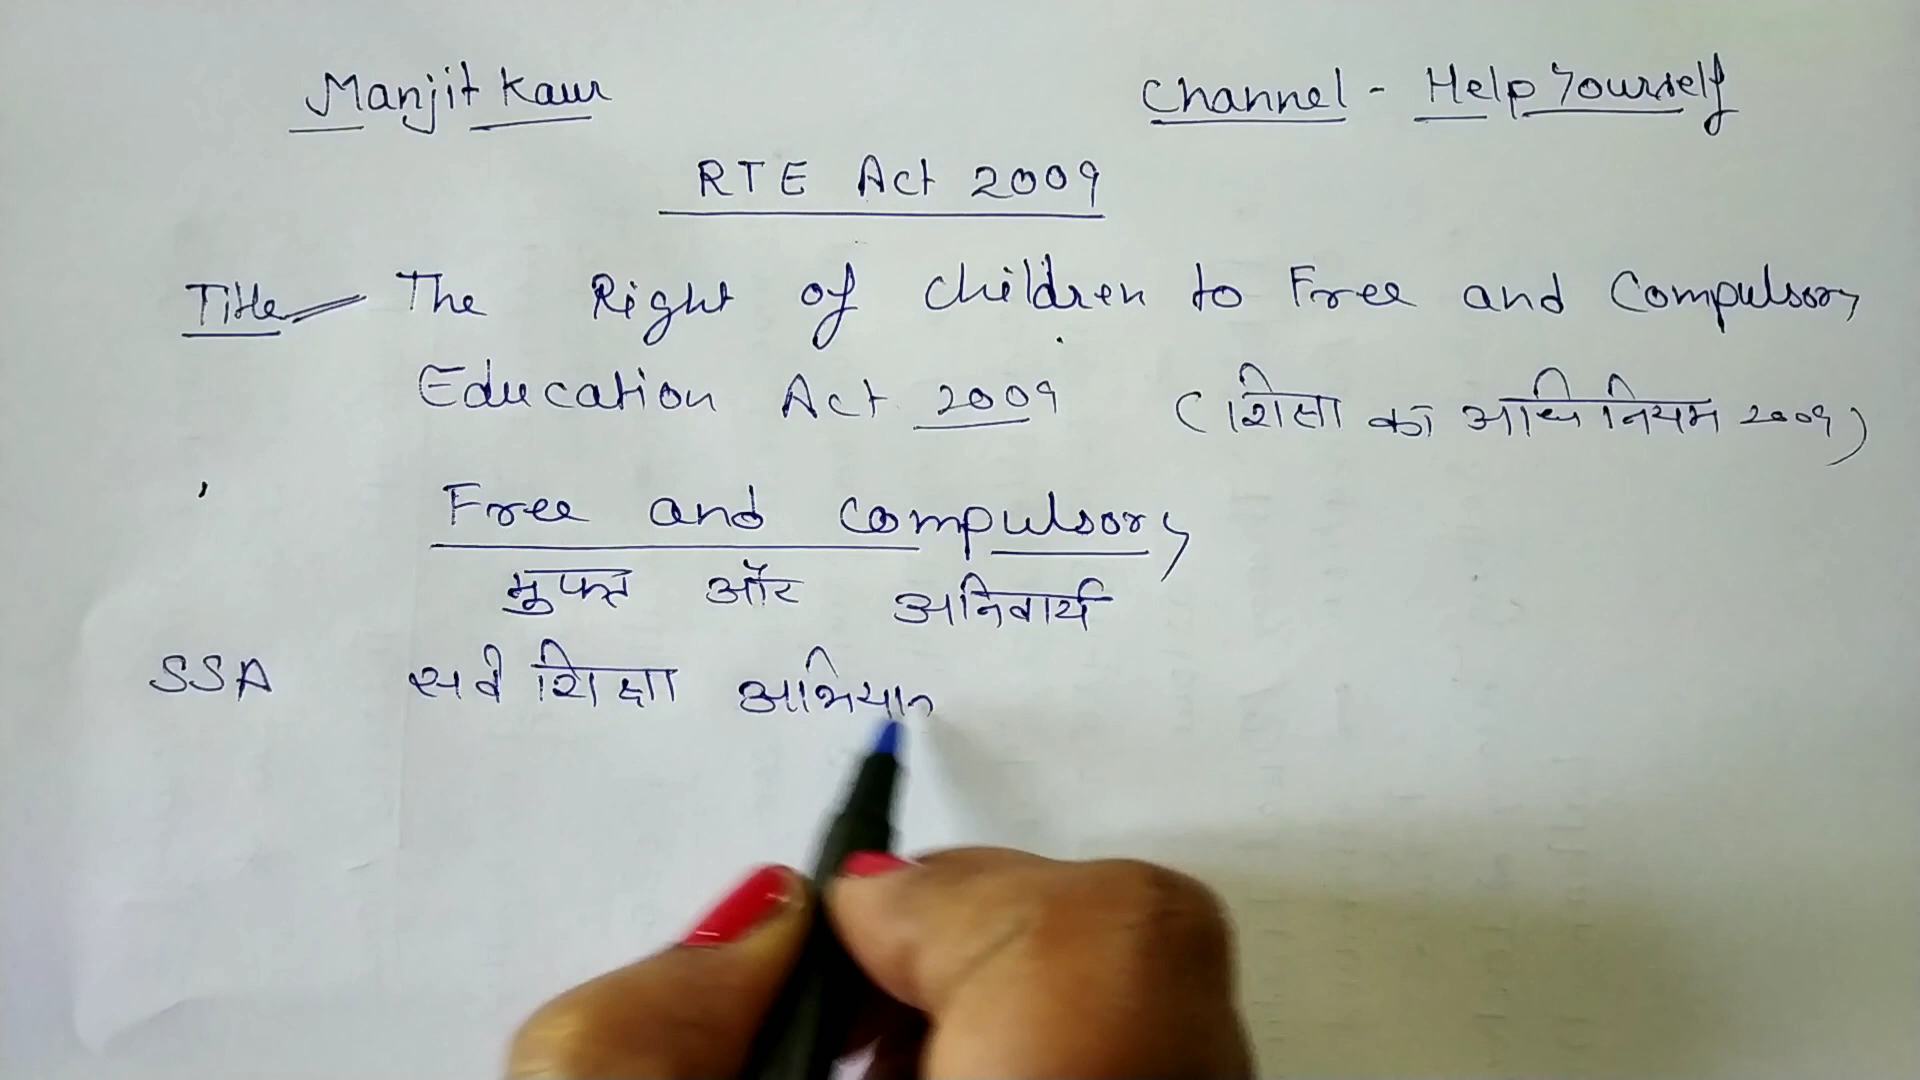 Manjit Kaur Channel - Help Yourself
RTE Act 2009
Title The Right of Children to Free and Compulsory
Education Act 2009 (शिक्षा का अधिनियम 2009)
Free and Compulsory
मुफ्त और अनिवार्य
SSA सर्व शिक्षा अभियान